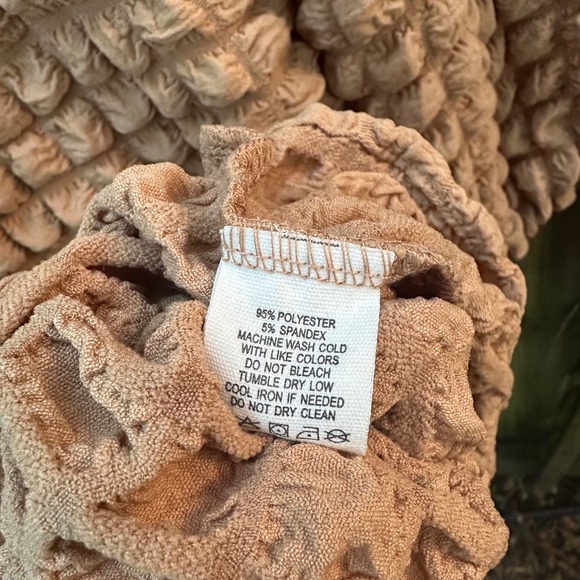 95% POLYESTER
5% SPANDEX
MACHINE WASH COLD
WITH LIKE COLORS
DO NOT BLEACH
TUMBLE DRY LOW
COOL IRON IF NEEDED
DO NOT DRY CLEAN